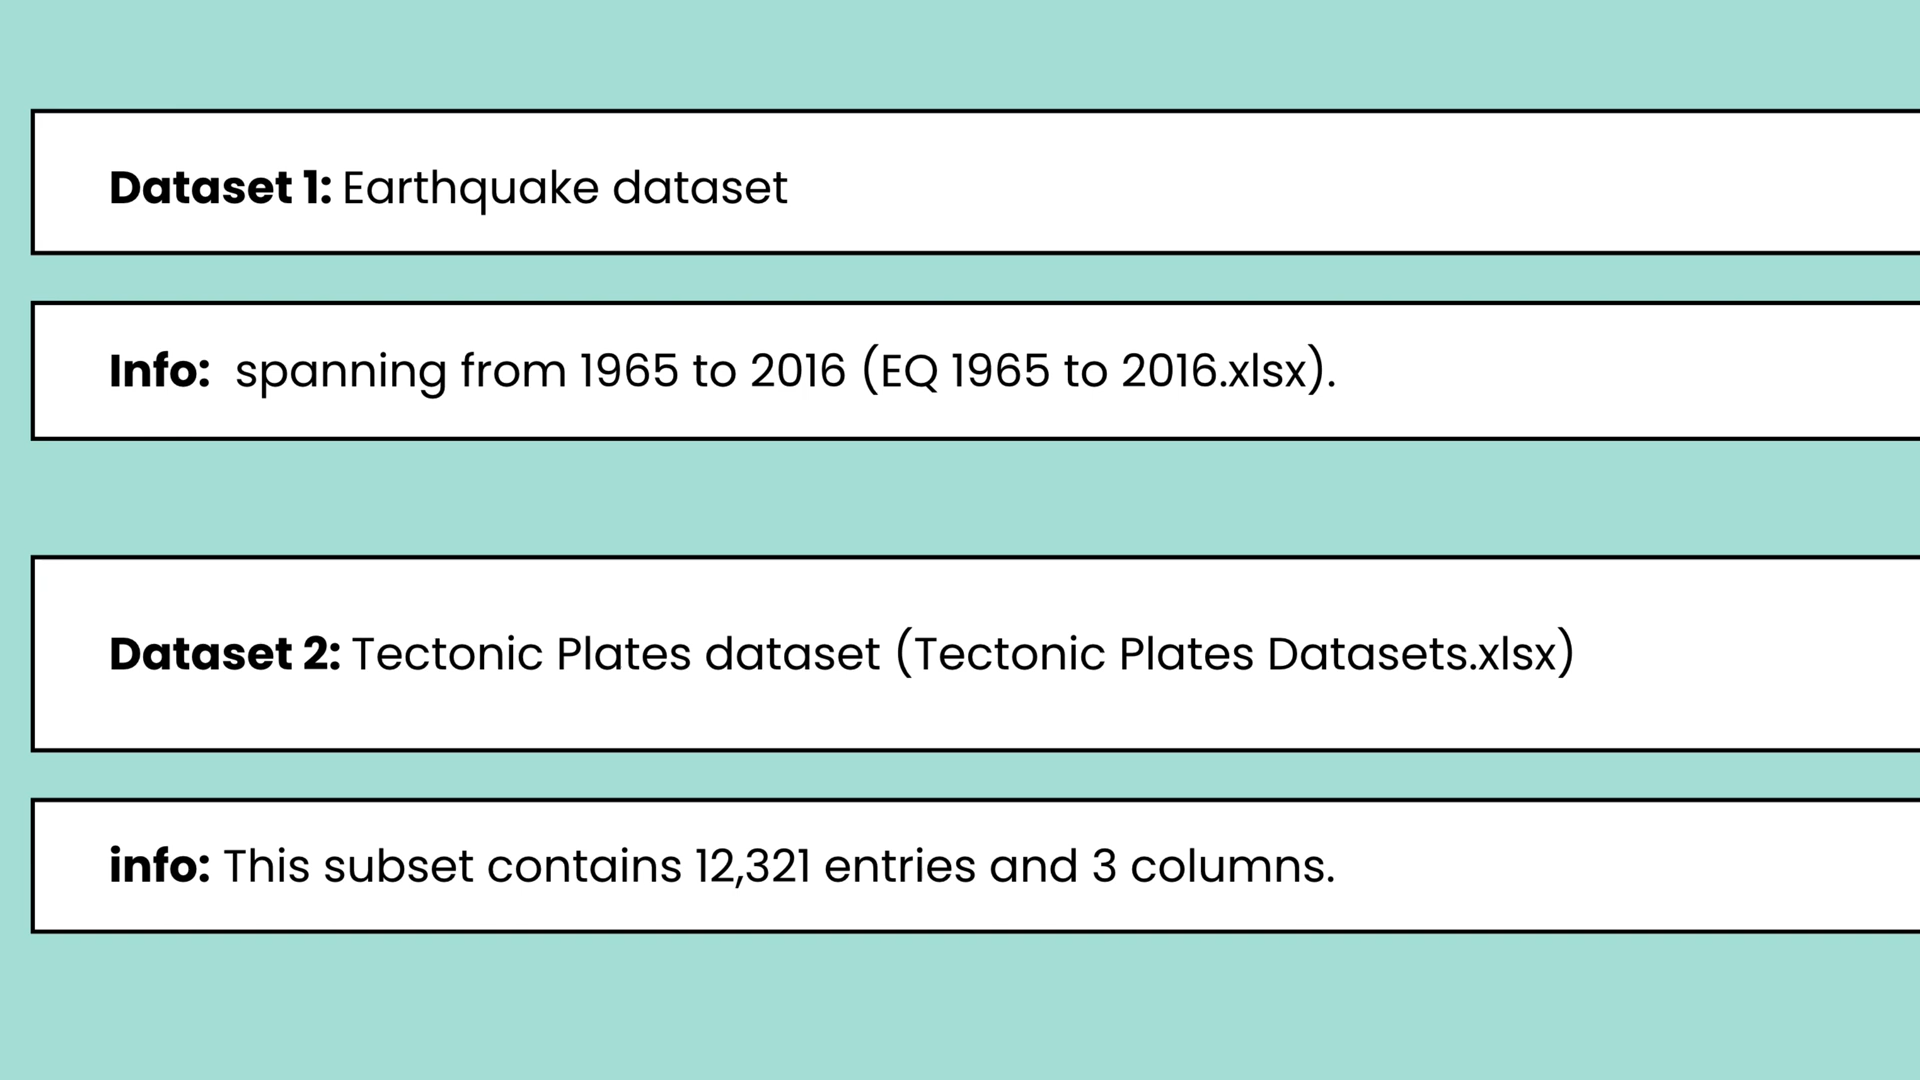 Dataset 1: Earthquake dataset
Info: spanning from 1965 to 2016 (EQ 1965 to 2016.xlsx).
Dataset 2: Tectonic Plates dataset (Tectonic Plates Datasets.xlsx)
info: This subset contains 12,321 entries and 3 columns.